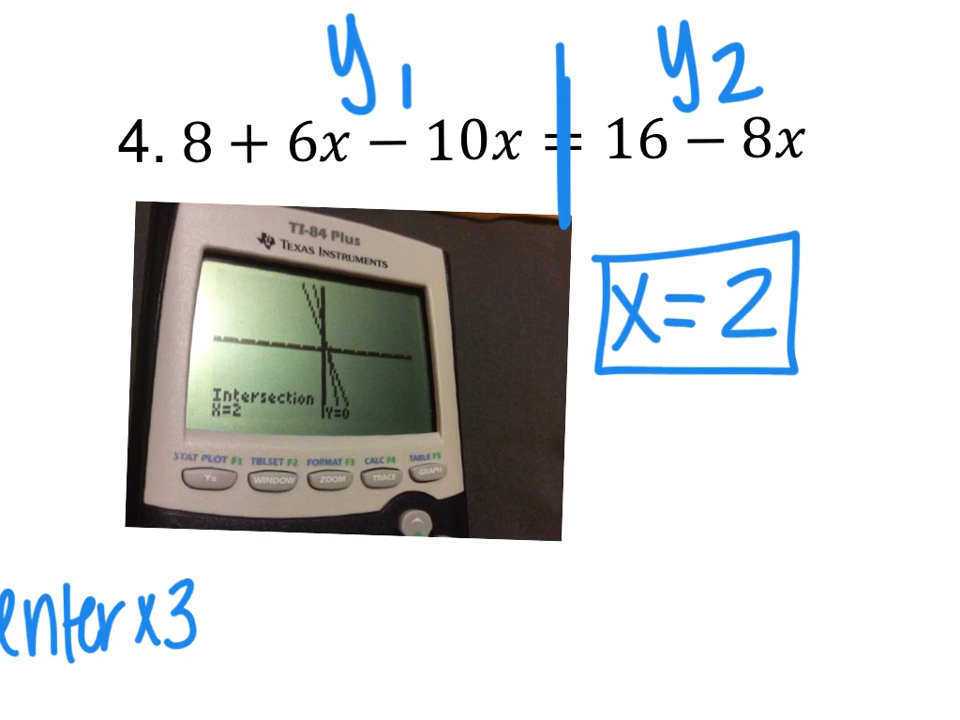 y1 y2
4. 8 + 6x − 10x = 16 − 8x
TI-84 Plus
TEXAS INSTRUMENTS
x=2
Intersection
X=2 Y=0
STAT PLOT F1 TBLSET F2 FORMAT F3 CALC F4 TABLE F5
Y= WINDOW ZOOM TRACE GRAPH
enter x3